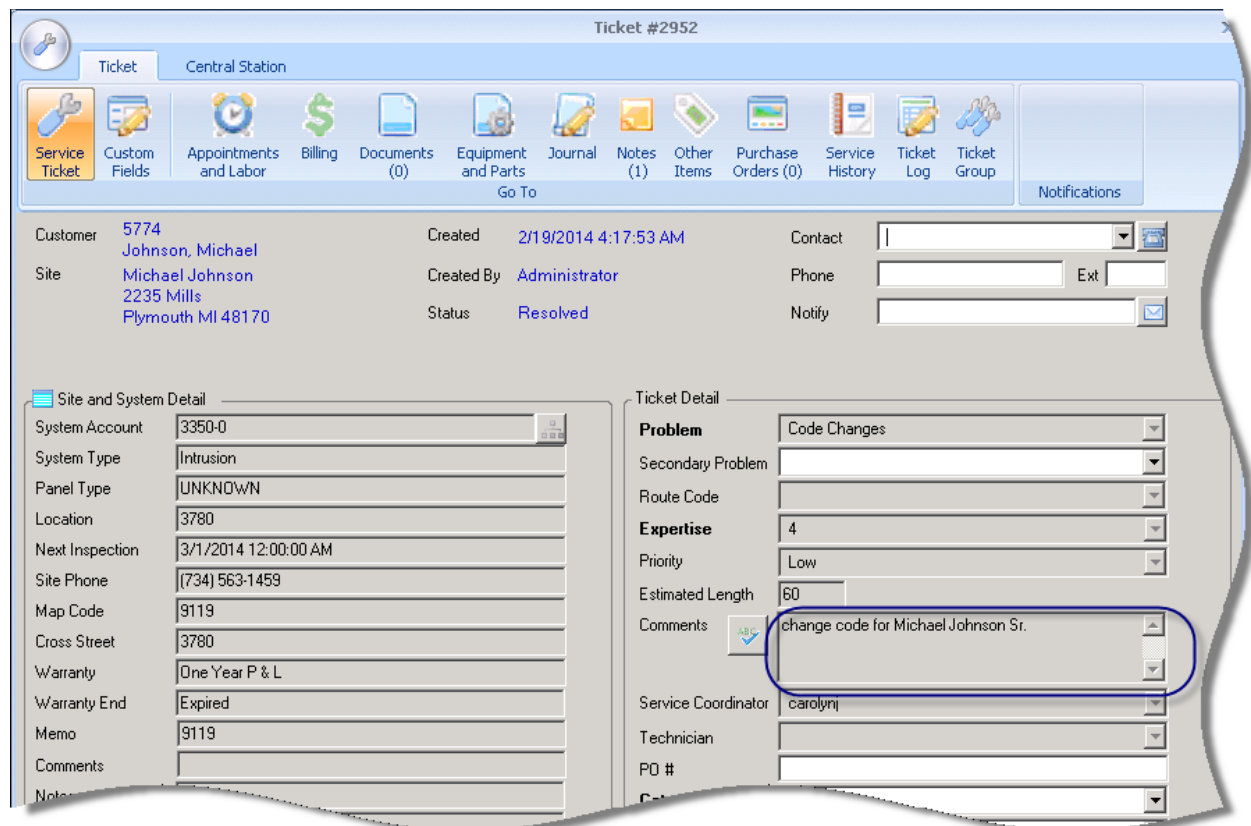 Ticket #2952
Ticket Central Station
Service Ticket
Custom Fields
Appointments and Labor
Billing
Documents (0)
Equipment and Parts
Journal
Notes (1)
Other Items
Purchase Orders (0)
Service History
Ticket Log
Ticket Group
Go To
Notifications
Customer 5774
Johnson, Michael
Site Michael Johnson
2235 Mills
Plymouth MI 48170
Created 2/19/2014 4:17:53 AM
Created By Administrator
Status Resolved
Contact
Phone Ext
Notify
Site and System Detail
System Account 3350-0
System Type Intrusion
Panel Type UNKNOWN
Location 3780
Next Inspection 3/1/2014 12:00:00 AM
Site Phone (734) 563-1459
Map Code 9119
Cross Street 3780
Warranty One Year P & L
Warranty End Expired
Memo 9119
Comments
Ticket Detail
Problem Code Changes
Secondary Problem
Route Code
Expertise 4
Priority Low
Estimated Length 60
Comments ABC change code for Michael Johnson Sr.
Service Coordinator carolynj
Technician
PO #